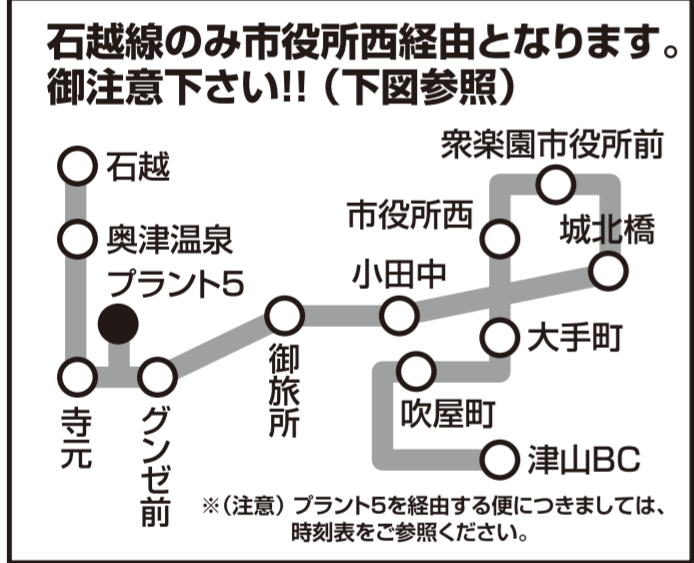 石越線のみ市役所西経由となります。
御注意下さい!!（下図参照）
衆楽園市役所前
石越
市役所西
城北橋
奥津温泉
プラント5
小田中
大手町
御旅所
吹屋町
寺元
グンゼ前
津山BC
※（注意）プラント5を経由する便につきましては、
時刻表をご参照ください。